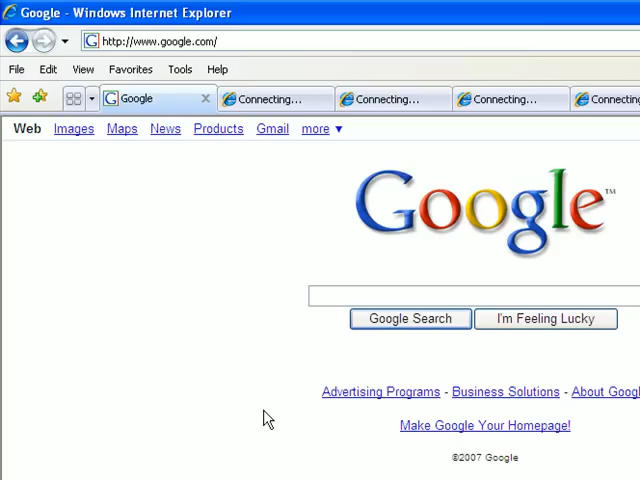 Google - Windows Internet Explorer
http://www.google.com/
File Edit View Favorites Tools Help
Google Connecting... Connecting... Connecting... Connecting
Web Images Maps News Products Gmail more ▼
Google™
Google Search I'm Feeling Lucky
Advertising Programs - Business Solutions - About Googl
Make Google Your Homepage!
©2007 Google